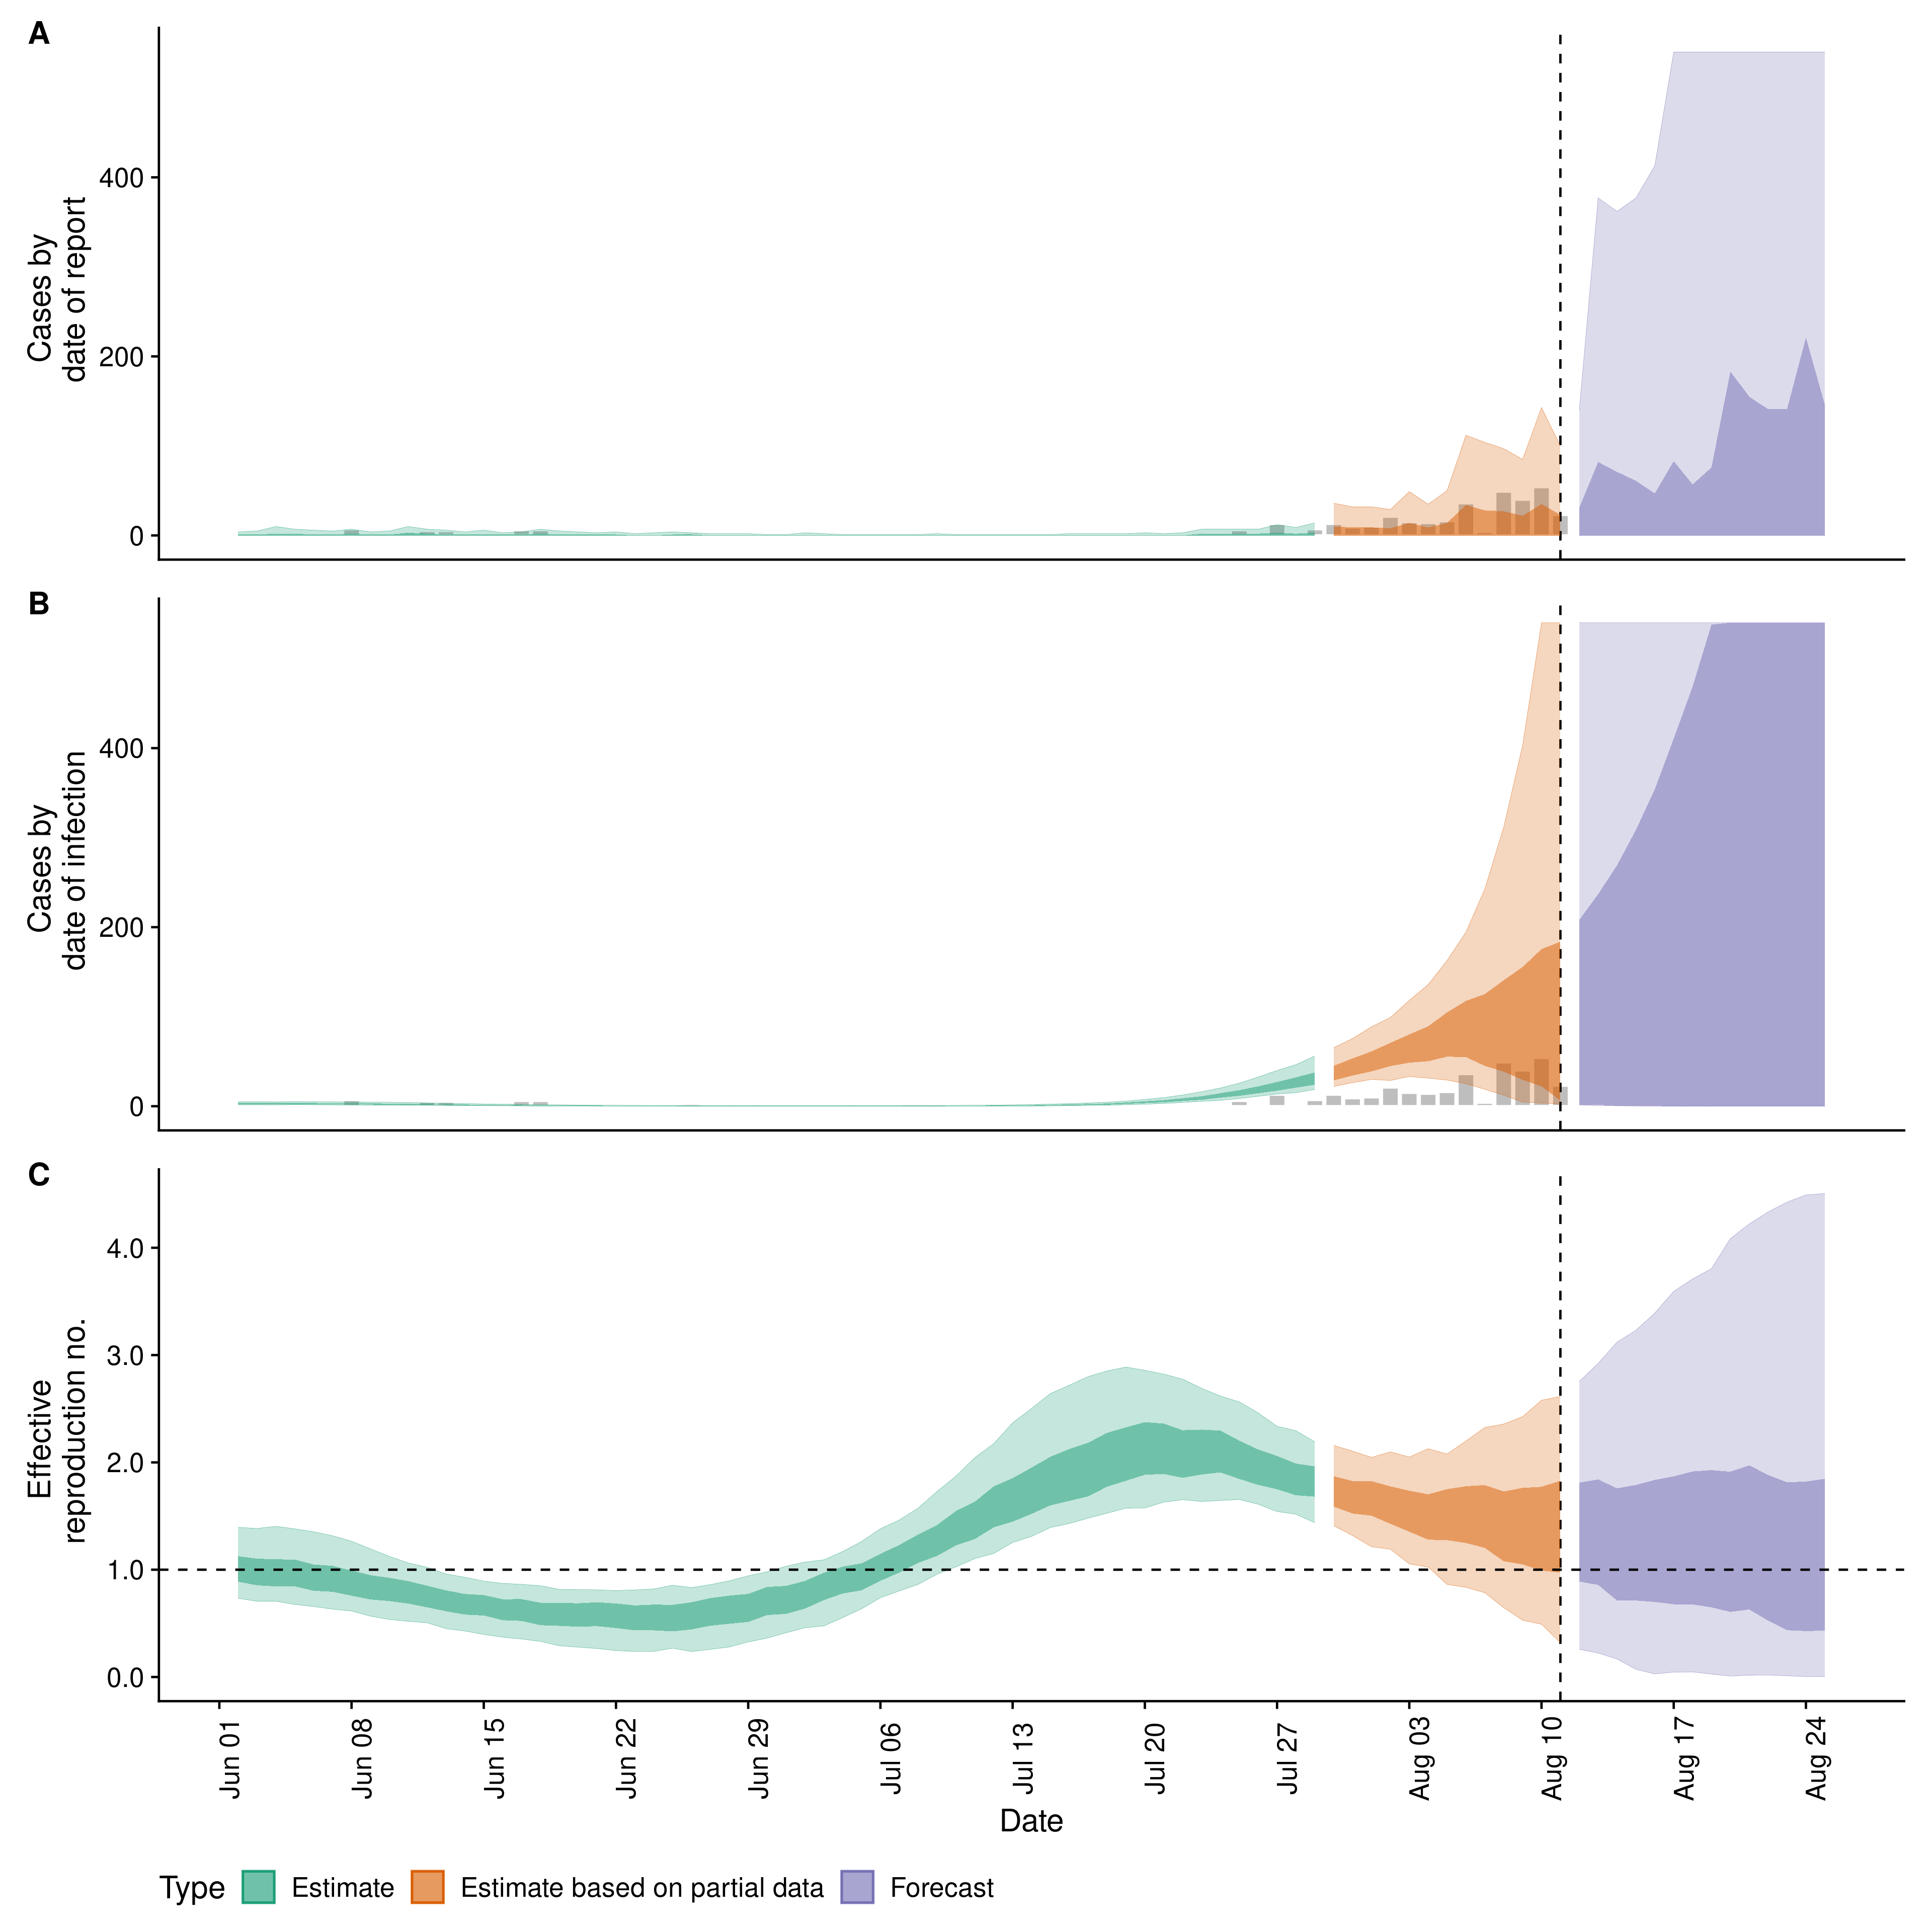 A
Cases by
date of report
400
200
0
B
Cases by
date of infection
400
200
0
C
Effective
reproduction no.
4.0
3.0
2.0
1.0
0.0
Jun 01
Jun 08
Jun 15
Jun 22
Jun 29
Jul 06
Jul 13
Jul 20
Jul 27
Aug 03
Aug 10
Aug 17
Aug 24
Date
Type Estimate Estimate based on partial data Forecast